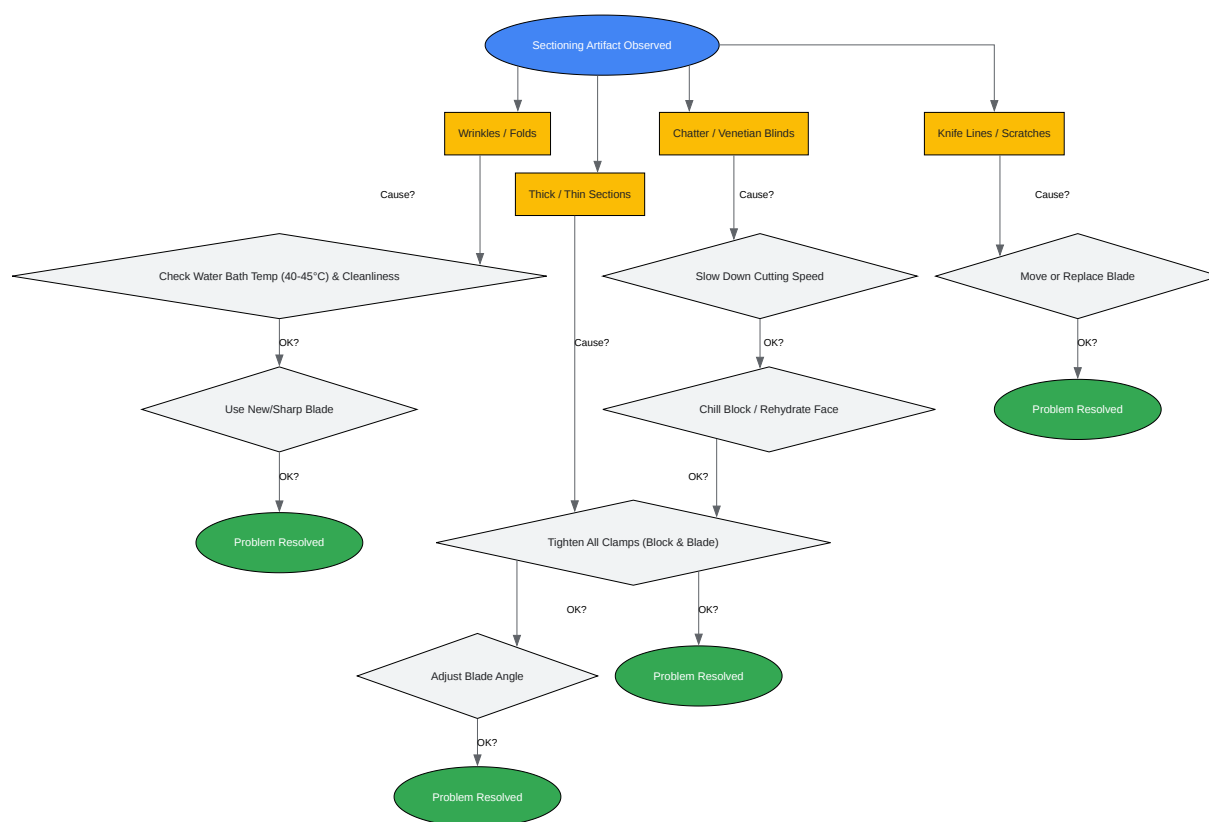 Sectioning Artifact Observed
Wrinkles / Folds
Chatter / Venetian Blinds
Knife Lines / Scratches
Thick / Thin Sections
Cause?
Cause?
Cause?
Check Water Bath Temp (40-45°C) & Cleanliness
Slow Down Cutting Speed
Move or Replace Blade
OK?
Cause?
OK?
OK?
Use New/Sharp Blade
Chill Block / Rehydrate Face
Problem Resolved
OK?
OK?
Problem Resolved
Tighten All Clamps (Block & Blade)
OK?
OK?
Adjust Blade Angle
Problem Resolved
OK?
Problem Resolved